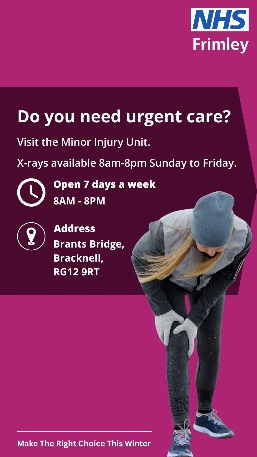 NHS
Frimley
Do you need urgent care?
Visit the Minor Injury Unit.
X-rays available 8am-8pm Sunday to Friday.
Open 7 days a week
8AM - 8PM
Address
Brants Bridge,
Bracknell,
RG12 9RT
Make The Right Choice This Winter